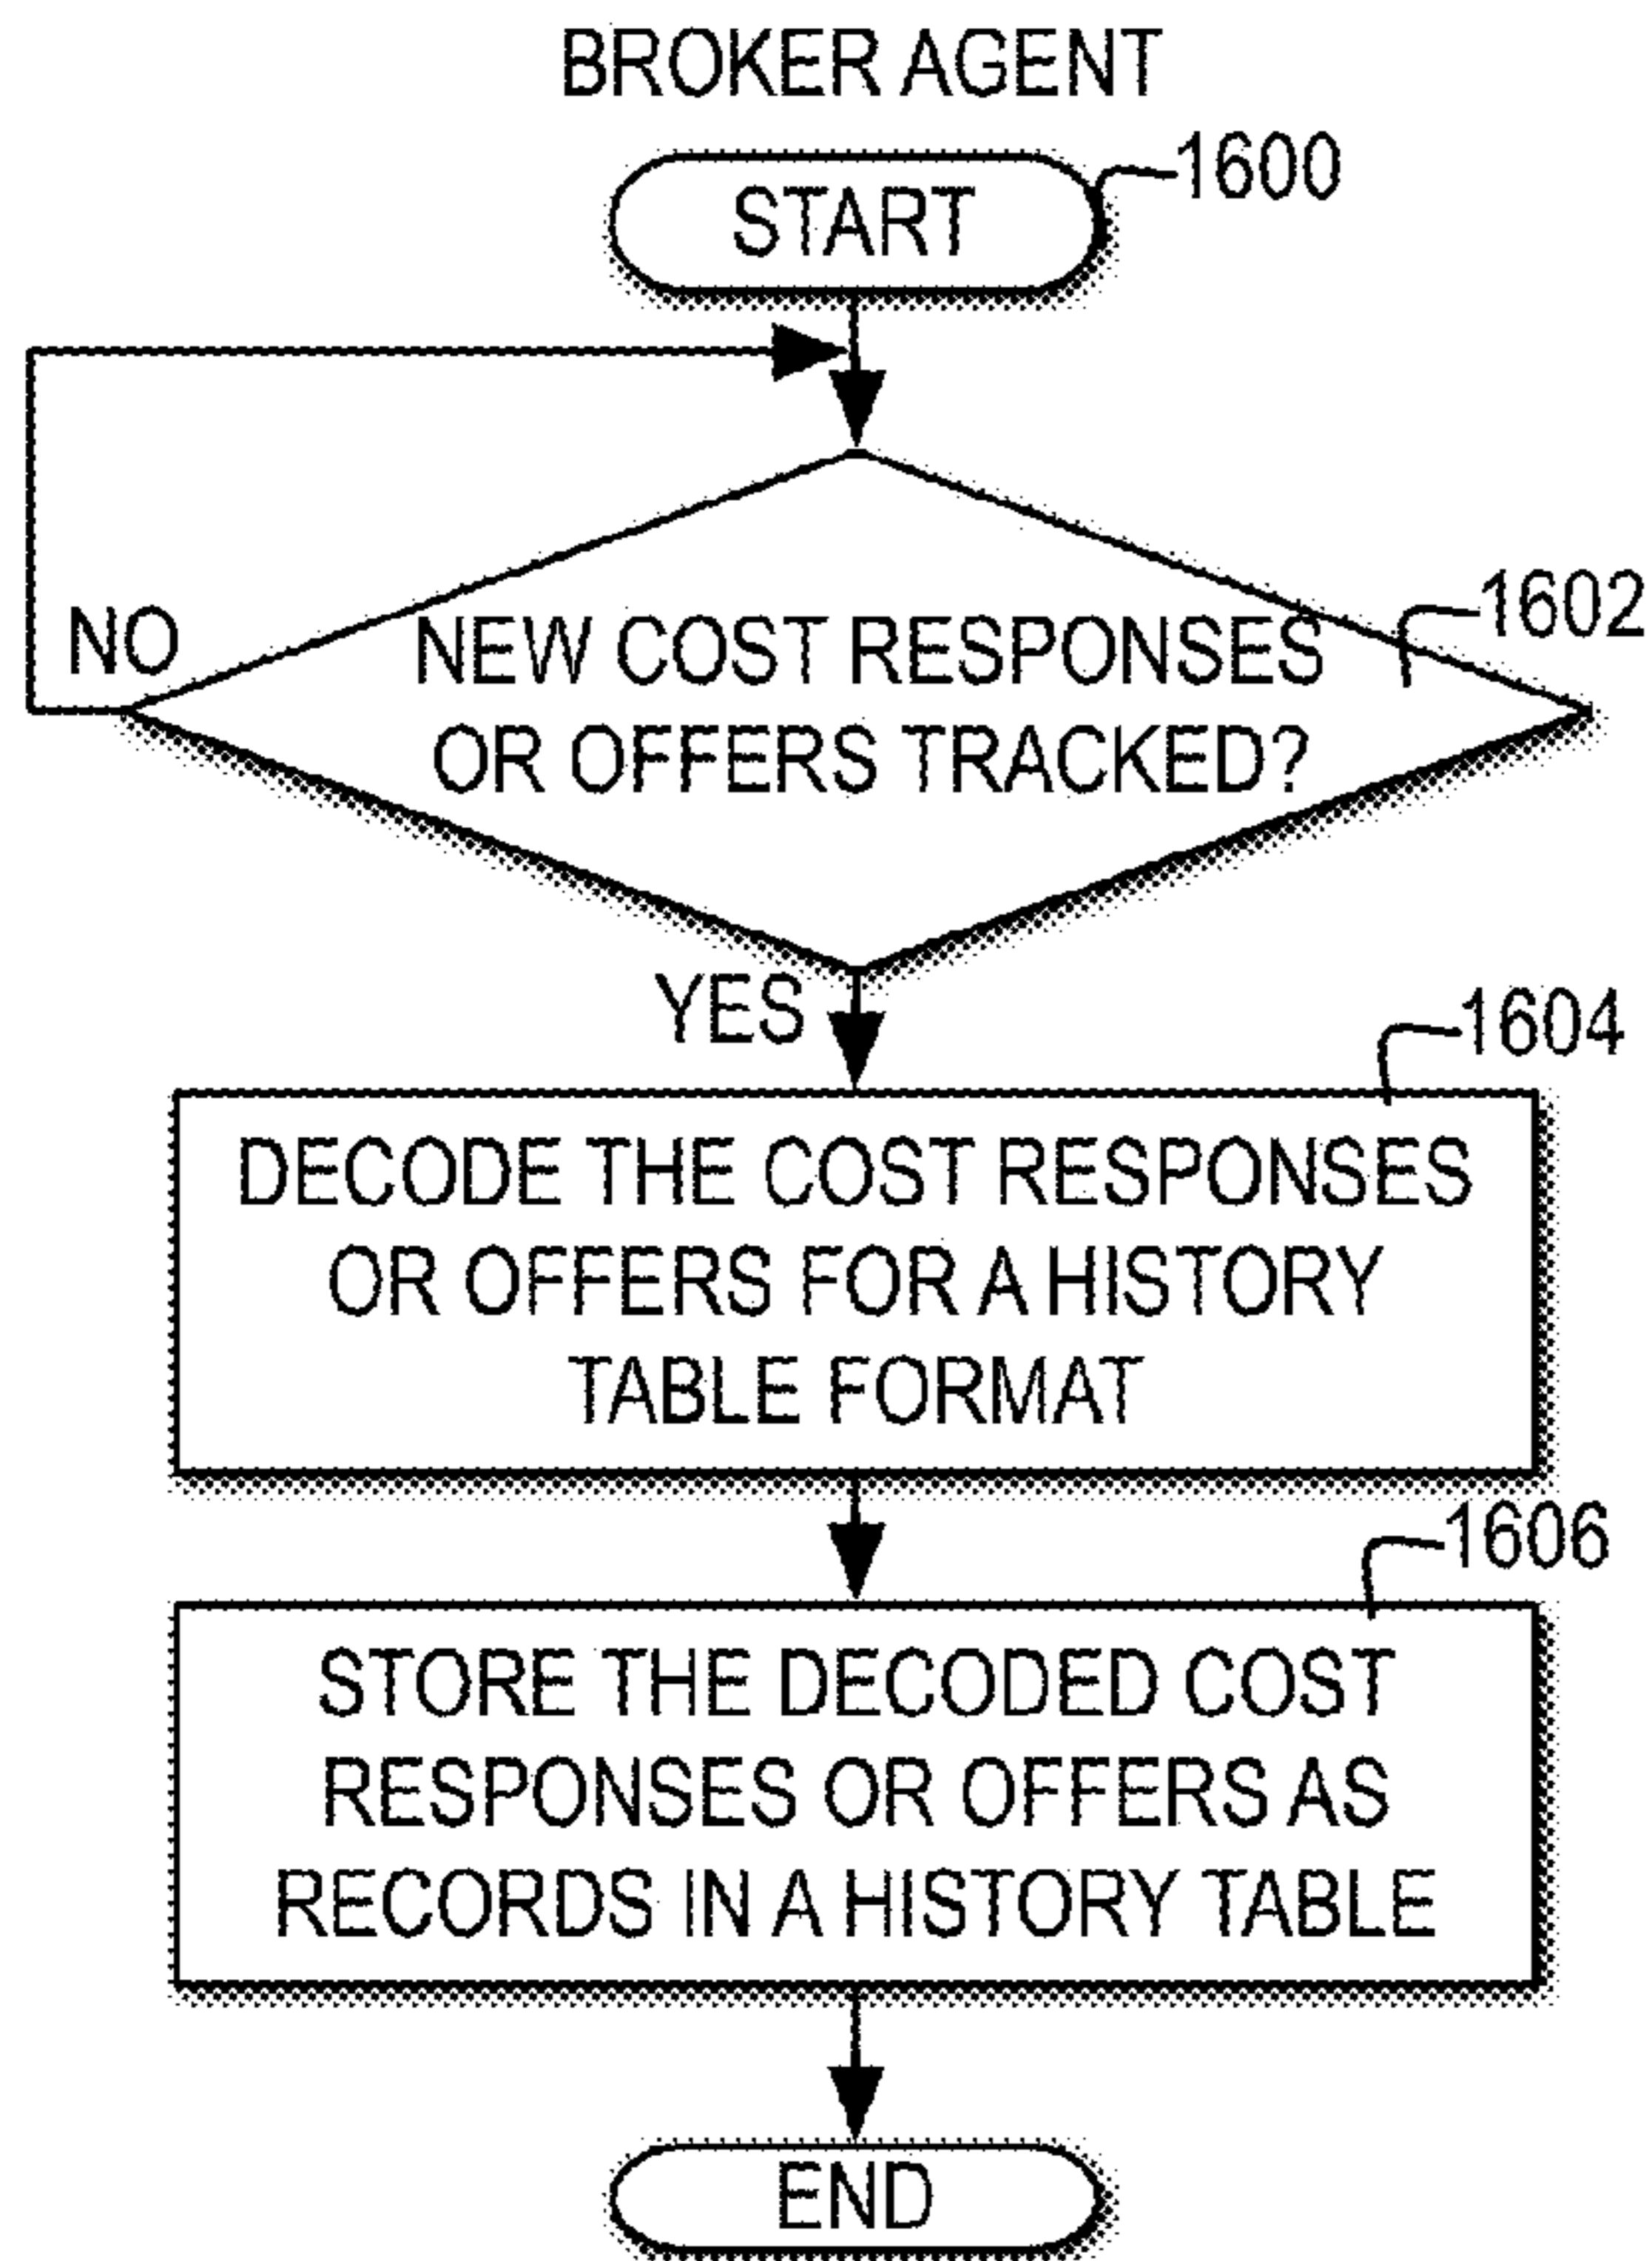 BROKER AGENT
1600
START
1602
NO
NEW COST RESPONSES
OR OFFERS TRACKED?
YES
1604
DECODE THE COST RESPONSES
OR OFFERS FOR A HISTORY
TABLE FORMAT
1606
STORE THE DECODED COST
RESPONSES OR OFFERS AS
RECORDS IN A HISTORY TABLE
END